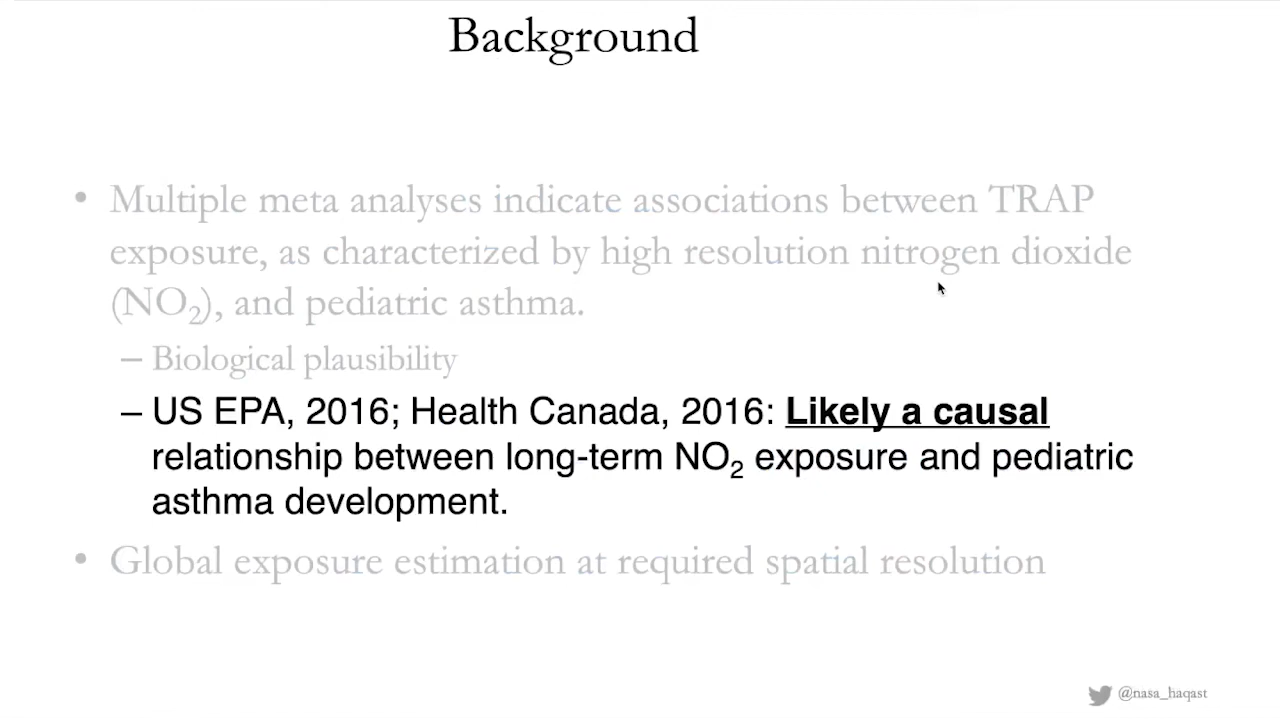 Background
• Multiple meta analyses indicate associations between TRAP
exposure, as characterized by high resolution nitrogen dioxide
(NO₂), and pediatric asthma.
– Biological plausibility
– US EPA, 2016; Health Canada, 2016: Likely a causal
relationship between long-term NO₂ exposure and pediatric
asthma development.
• Global exposure estimation at required spatial resolution
@nasa_haqast